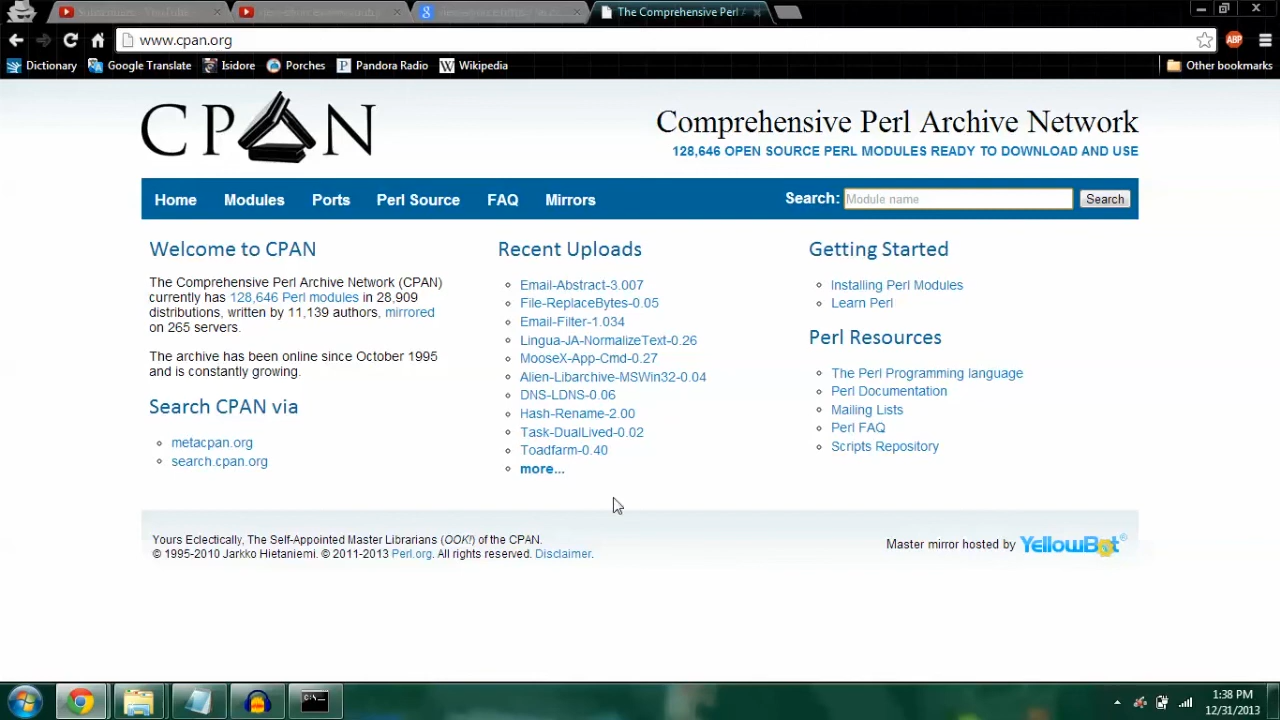 The Comprehensive Perl
www.cpan.org
ABP
Dictionary
Google Translate
Isidore
Porches
Pandora Radio
Wikipedia
Other bookmarks
CPAN
Comprehensive Perl Archive Network
128,646 OPEN SOURCE PERL MODULES READY TO DOWNLOAD AND USE
Home
Modules
Ports
Perl Source
FAQ
Mirrors
Search:
Module name
Search
Welcome to CPAN
The Comprehensive Perl Archive Network (CPAN)
currently has 128,646 Perl modules in 28,909
distributions, written by 11,139 authors, mirrored
on 265 servers.
The archive has been online since October 1995
and is constantly growing.
Search CPAN via
metacpan.org
search.cpan.org
Recent Uploads
Email-Abstract-3.007
File-ReplaceBytes-0.05
Email-Filter-1.034
Lingua-JA-NormalizeText-0.26
MooseX-App-Cmd-0.27
Alien-Libarchive-MSWin32-0.04
DNS-LDNS-0.06
Hash-Rename-2.00
Task-DualLived-0.02
Toadfarm-0.40
more...
Getting Started
Installing Perl Modules
Learn Perl
Perl Resources
The Perl Programming language
Perl Documentation
Mailing Lists
Perl FAQ
Scripts Repository
Yours Eclectically, The Self-Appointed Master Librarians (OOK!) of the CPAN.
© 1995-2010 Jarkko Hietaniemi. © 2011-2013 Perl.org. All rights reserved. Disclaimer.
Master mirror hosted by YellowBot®
1:38 PM
12/31/2013